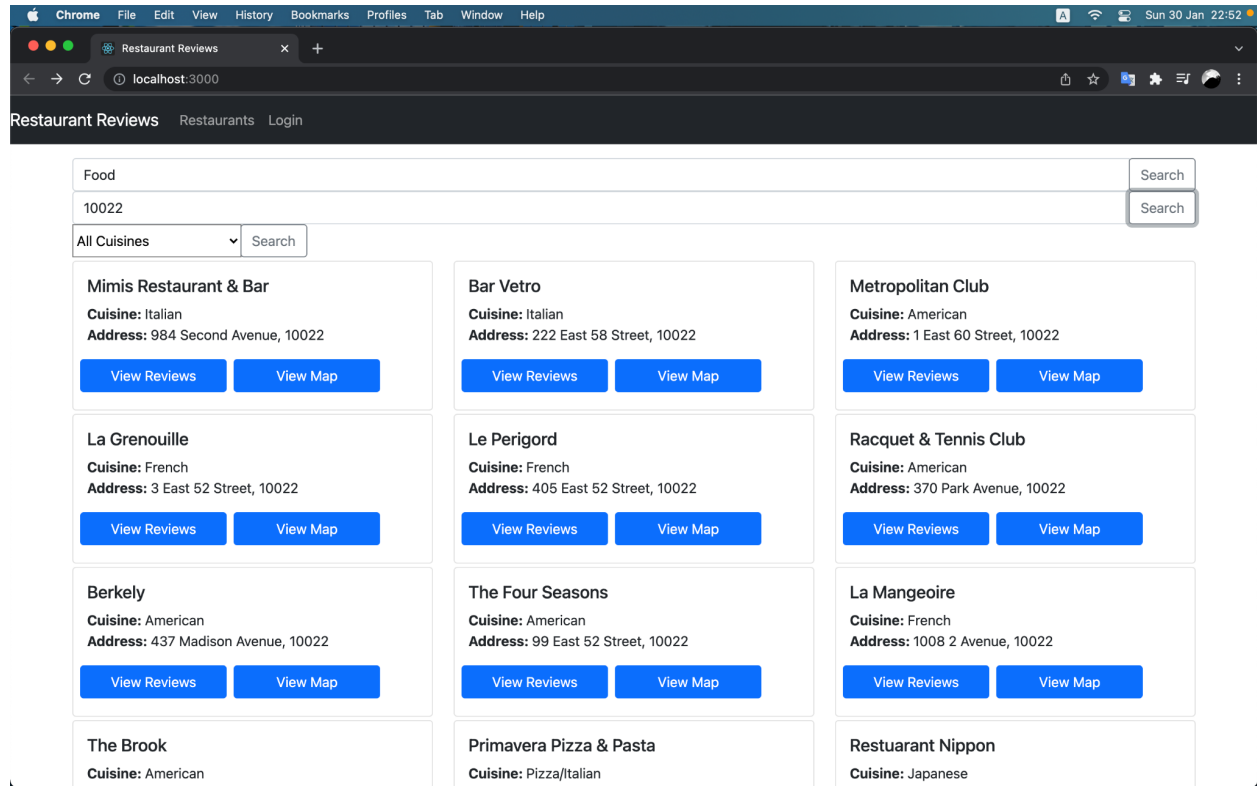 Chrome File Edit View History Bookmarks Profiles Tab Window Help A Sun 30 Jan 22:52
Restaurant Reviews
localhost:3000
Restaurant Reviews Restaurants Login
Food Search
10022 Search
All Cuisines Search
Mimis Restaurant & Bar
Cuisine: Italian
Address: 984 Second Avenue, 10022
View Reviews View Map
Bar Vetro
Cuisine: Italian
Address: 222 East 58 Street, 10022
View Reviews View Map
Metropolitan Club
Cuisine: American
Address: 1 East 60 Street, 10022
View Reviews View Map
La Grenouille
Cuisine: French
Address: 3 East 52 Street, 10022
View Reviews View Map
Le Perigord
Cuisine: French
Address: 405 East 52 Street, 10022
View Reviews View Map
Racquet & Tennis Club
Cuisine: American
Address: 370 Park Avenue, 10022
View Reviews View Map
Berkely
Cuisine: American
Address: 437 Madison Avenue, 10022
View Reviews View Map
The Four Seasons
Cuisine: American
Address: 99 East 52 Street, 10022
View Reviews View Map
La Mangeoire
Cuisine: French
Address: 1008 2 Avenue, 10022
View Reviews View Map
The Brook
Cuisine: American
Primavera Pizza & Pasta
Cuisine: Pizza/Italian
Restuarant Nippon
Cuisine: Japanese